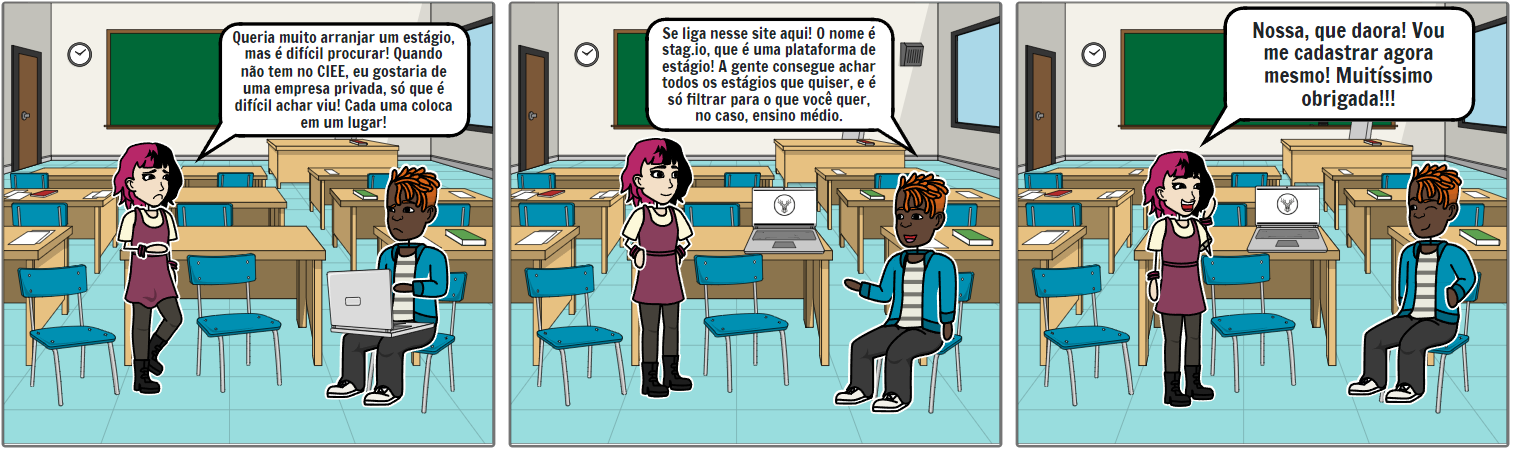 Queria muito arranjar um estágio,
mas é difícil procurar! Quando
não tem no CIEE, eu gostaria de
uma empresa privada, só que é
difícil achar viu! Cada uma coloca
em um lugar!
Se liga nesse site aqui! O nome é
stag.io, que é uma plataforma de
estágio! A gente consegue achar
todos os estágios que quiser, e é
só filtrar para o que você quer,
no caso, ensino médio.
Nossa, que daora! Vou
me cadastrar agora
mesmo! Muitíssimo
obrigada!!!